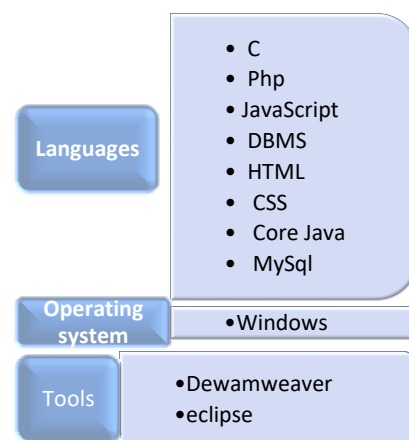 Languages
• C
• Php
• JavaScript
• DBMS
• HTML
• CSS
• Core Java
• MySql
Operating
system
•Windows
Tools
•Dewamweaver
•eclipse